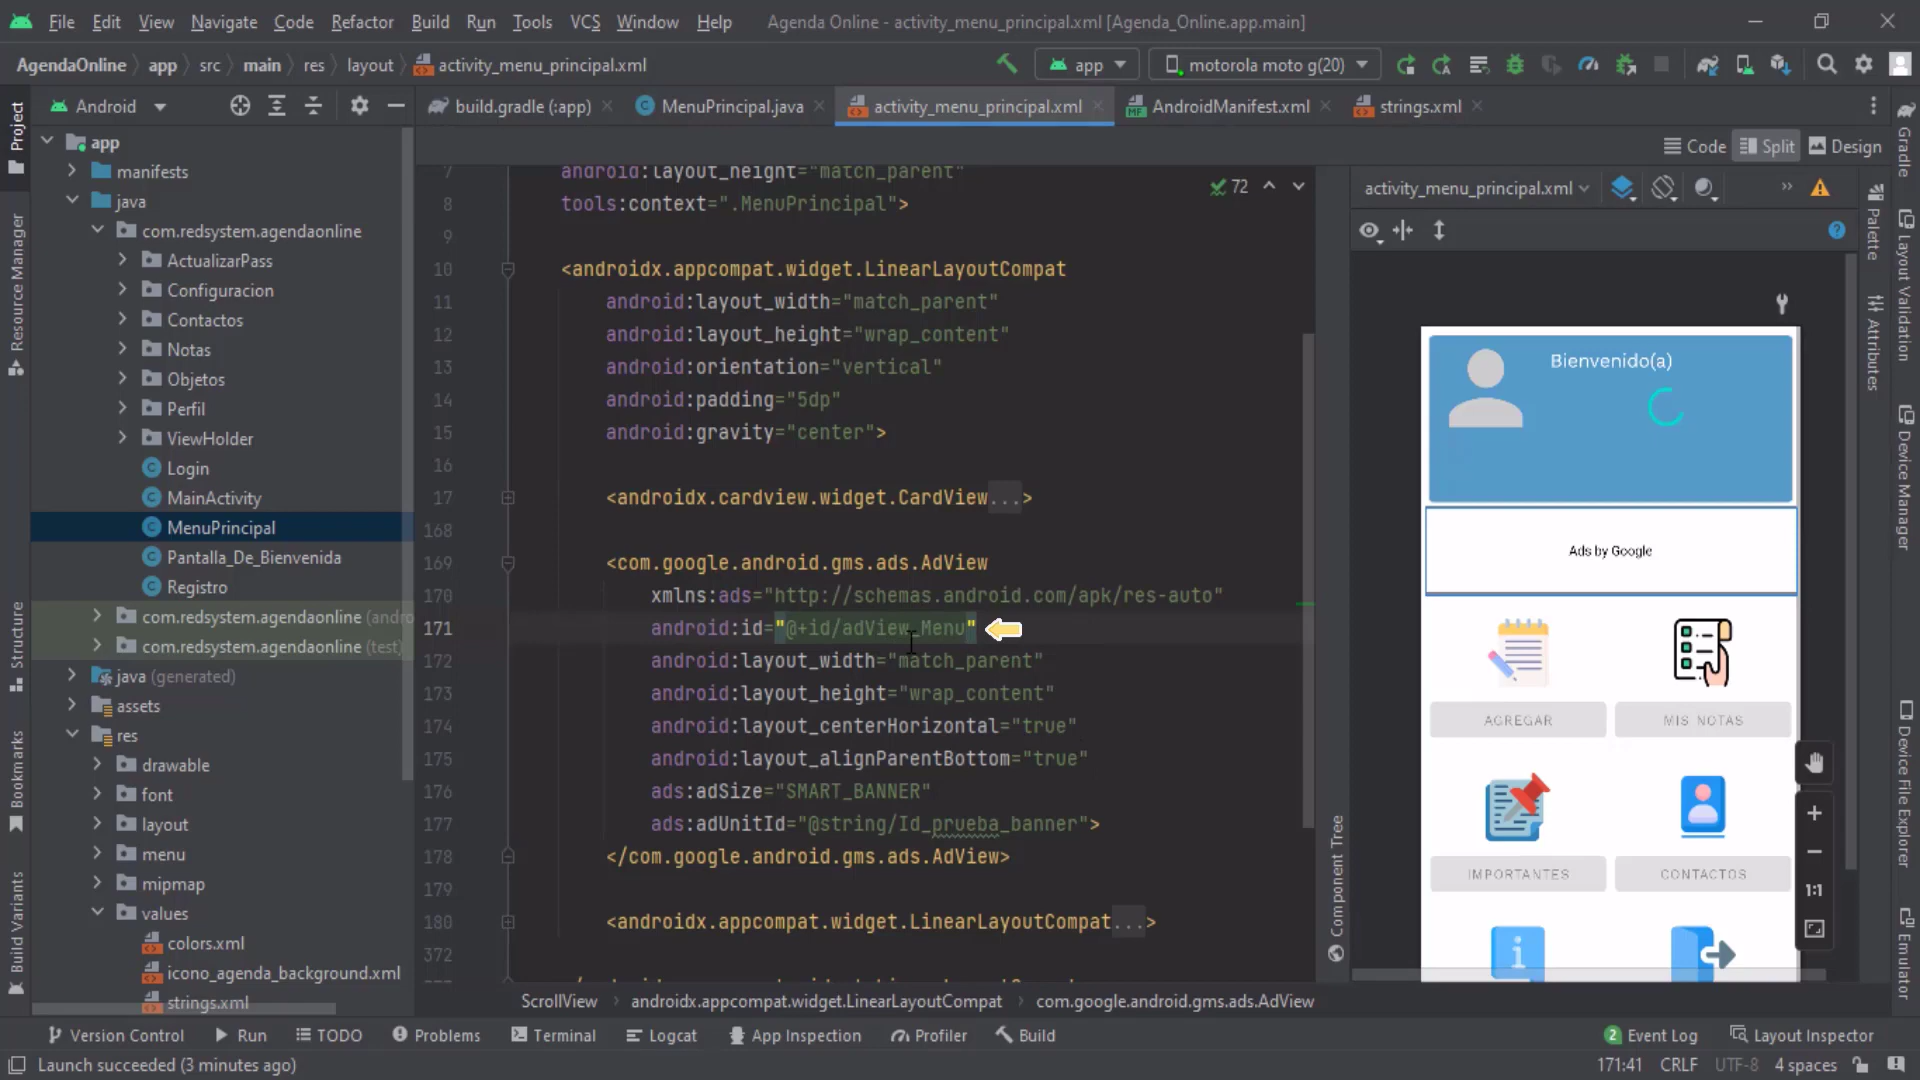 File Edit View Navigate Code Refactor Build Run Tools VCS Window Help Agenda Online - activity_menu_principal.xml [Agenda_Online.app.main]
AgendaOnline app src main res layout activity_menu_principal.xml app motorola moto g(20)
Android build.gradle (:app) MenuPrincipal.java activity_menu_principal.xml AndroidManifest.xml strings.xml
Code Split Design
Project
Resource Manager
Structure
Bookmarks
Build Variants
app
manifests
java
com.redsystem.agendaonline
ActualizarPass
Configuracion
Contactos
Notas
Objetos
Perfil
ViewHolder
Login
MainActivity
MenuPrincipal
Pantalla_De_Bienvenida
Registro
com.redsystem.agendaonline (andro
com.redsystem.agendaonline (test)
java (generated)
assets
res
drawable
font
layout
menu
mipmap
values
colors.xml
icono_agenda_background.xml
strings.xml
72
7 android:layout_height="match_parent"
8 tools:context=".MenuPrincipal">
9
10 <androidx.appcompat.widget.LinearLayoutCompat
11 android:layout_width="match_parent"
12 android:layout_height="wrap_content"
13 android:orientation="vertical"
14 android:padding="5dp"
15 android:gravity="center">
16
17 <androidx.cardview.widget.CardView...>
168
169 <com.google.android.gms.ads.AdView
170 xmlns:ads="http://schemas.android.com/apk/res-auto"
171 android:id="@+id/adView_Menu"
172 android:layout_width="match_parent"
173 android:layout_height="wrap_content"
174 android:layout_centerHorizontal="true"
175 android:layout_alignParentBottom="true"
176 ads:adSize="SMART_BANNER"
177 ads:adUnitId="@string/Id_prueba_banner">
178 </com.google.android.gms.ads.AdView>
179
180 <androidx.appcompat.widget.LinearLayoutCompat...>
372
ScrollView androidx.appcompat.widget.LinearLayoutCompat com.google.android.gms.ads.AdView
Component Tree
activity_menu_principal.xml
Bienvenido(a)
Ads by Google
AGREGAR MIS NOTAS
IMPORTANTES CONTACTOS
1:1
Palette
Attributes
Gradle
Layout Validation
Device Manager
Device File Explorer
Emulator
Version Control Run TODO Problems Terminal Logcat App Inspection Profiler Build 2 Event Log Layout Inspector
Launch succeeded (3 minutes ago) 171:41 CRLF UTF-8 4 spaces